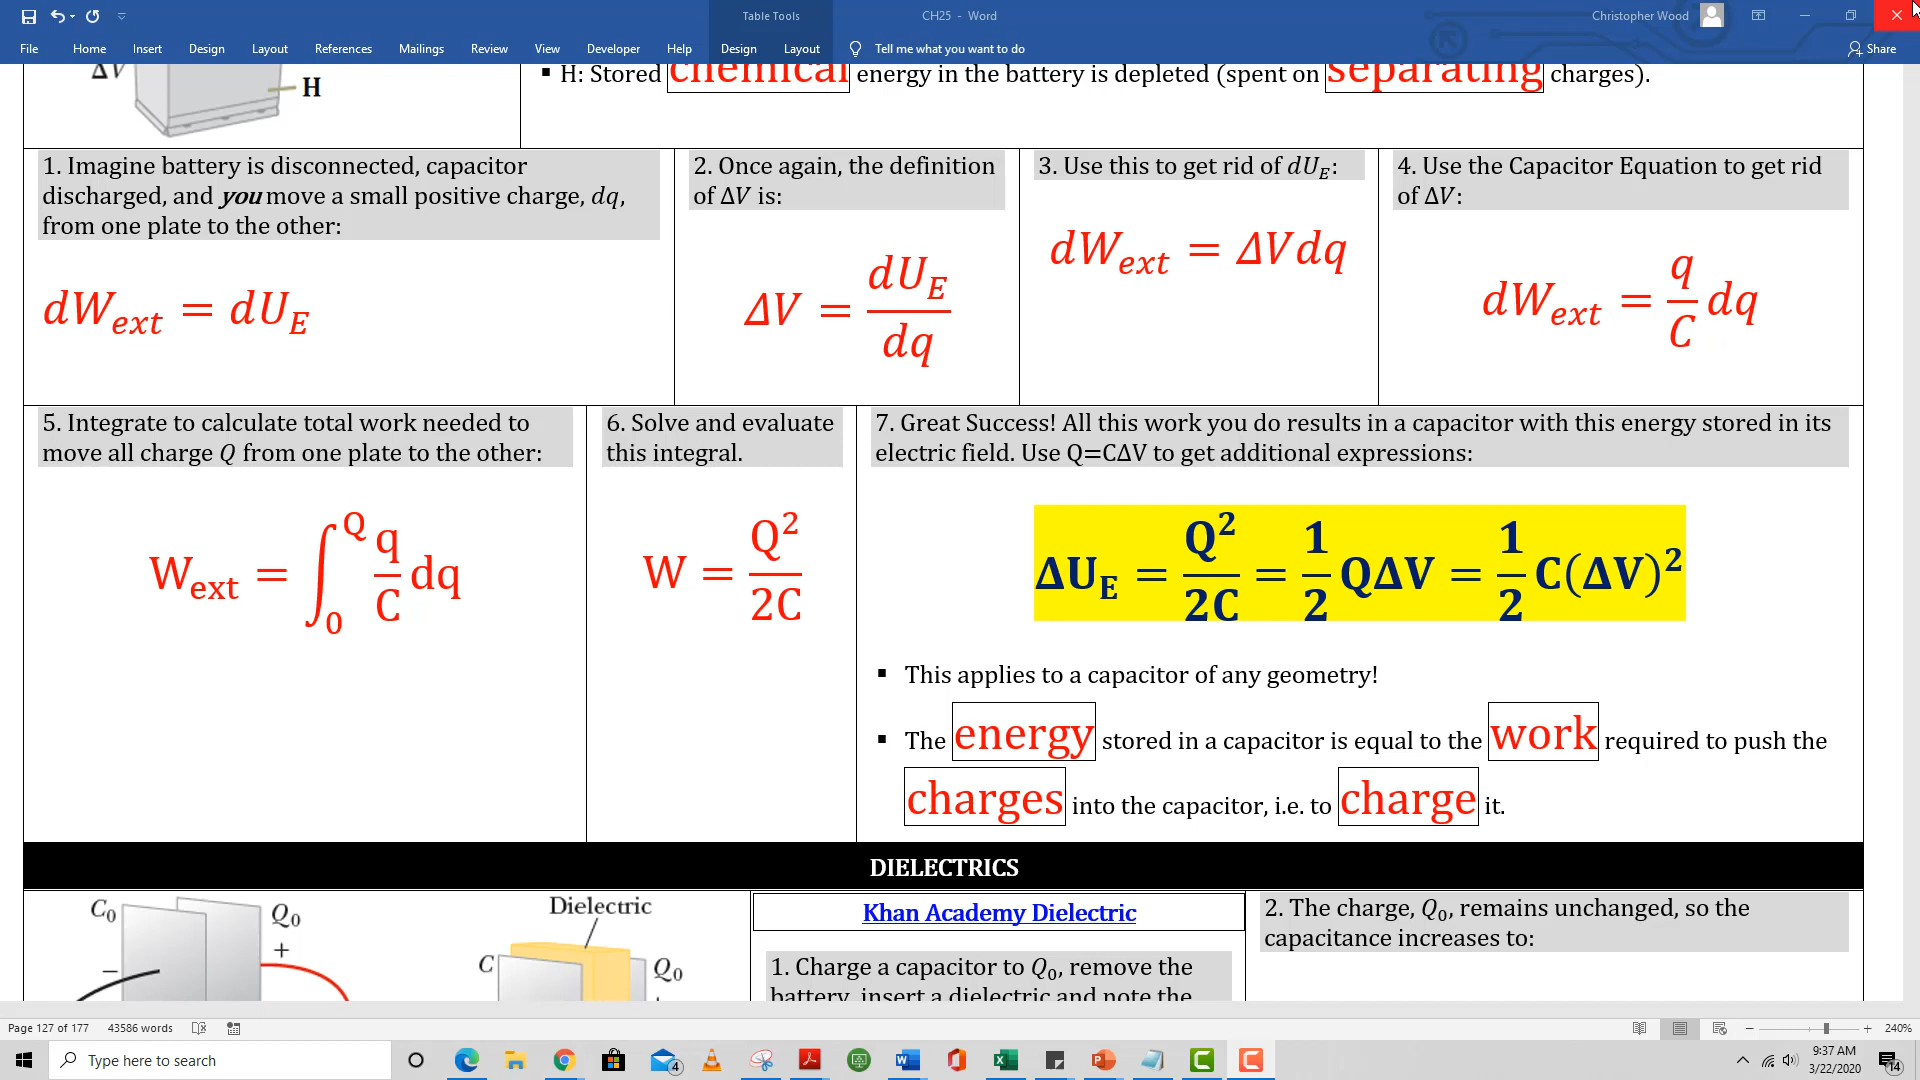 Table Tools
CH25 - Word
Christopher Wood
File Home Insert Design Layout References Mailings Review View Developer Help Design Layout Tell me what you want to do Share
ΔV
H
▪ H: Stored chemical energy in the battery is depleted (spent on separating charges).
1. Imagine battery is disconnected, capacitor
discharged, and you move a small positive charge, dq,
from one plate to the other:
dW_ext = dU_E
2. Once again, the definition
of ΔV is:
ΔV = dU_E/dq
3. Use this to get rid of dU_E:
dW_ext = ΔVdq
4. Use the Capacitor Equation to get rid
of ΔV:
dW_ext = q/C dq
5. Integrate to calculate total work needed to
move all charge Q from one plate to the other:
W_ext = ∫_0^Q q/C dq
6. Solve and evaluate
this integral.
W = Q²/2C
7. Great Success! All this work you do results in a capacitor with this energy stored in its
electric field. Use Q=CΔV to get additional expressions:
ΔU_E = Q²/2C = 1/2 QΔV = 1/2 C(ΔV)²
▪ This applies to a capacitor of any geometry!
▪ The energy stored in a capacitor is equal to the work required to push the
charges into the capacitor, i.e. to charge it.
DIELECTRICS
C₀
Q₀
+
−
Dielectric
C
Q₀
Khan Academy Dielectric
1. Charge a capacitor to Q₀, remove the
battery, insert a dielectric and note the
2. The charge, Q₀, remains unchanged, so the
capacitance increases to:
Page 127 of 177 43586 words 240%
Type here to search
4
9:37 AM
3/22/2020
14